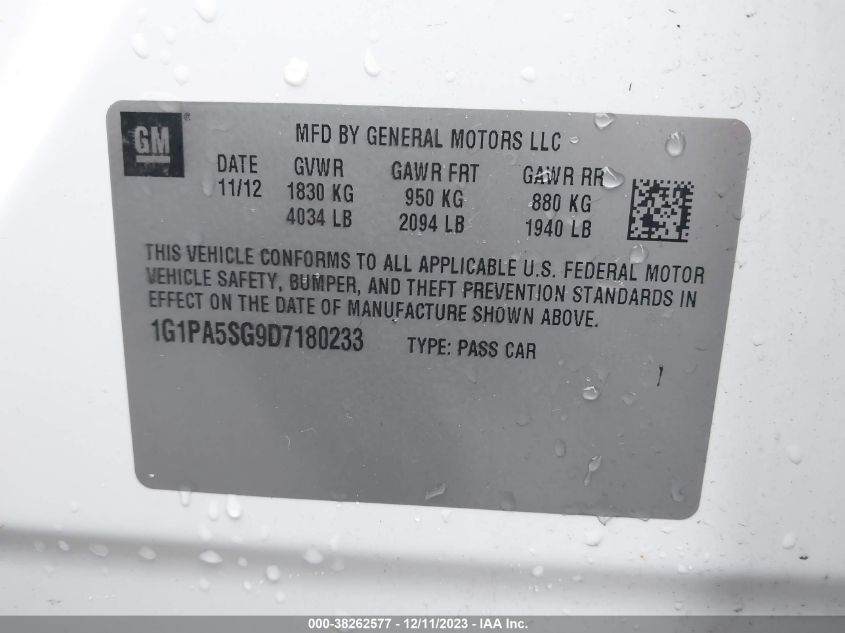 GM ®
MFD BY GENERAL MOTORS LLC
DATE GVWR GAWR FRT GAWR RR
11/12 1830 KG 950 KG 880 KG
4034 LB 2094 LB 1940 LB
THIS VEHICLE CONFORMS TO ALL APPLICABLE U.S. FEDERAL MOTOR
VEHICLE SAFETY, BUMPER, AND THEFT PREVENTION STANDARDS IN
EFFECT ON THE DATE OF MANUFACTURE SHOWN ABOVE.
1G1PA5SG9D7180233 TYPE: PASS CAR
000-38262577 - 12/11/2023 - IAA Inc.